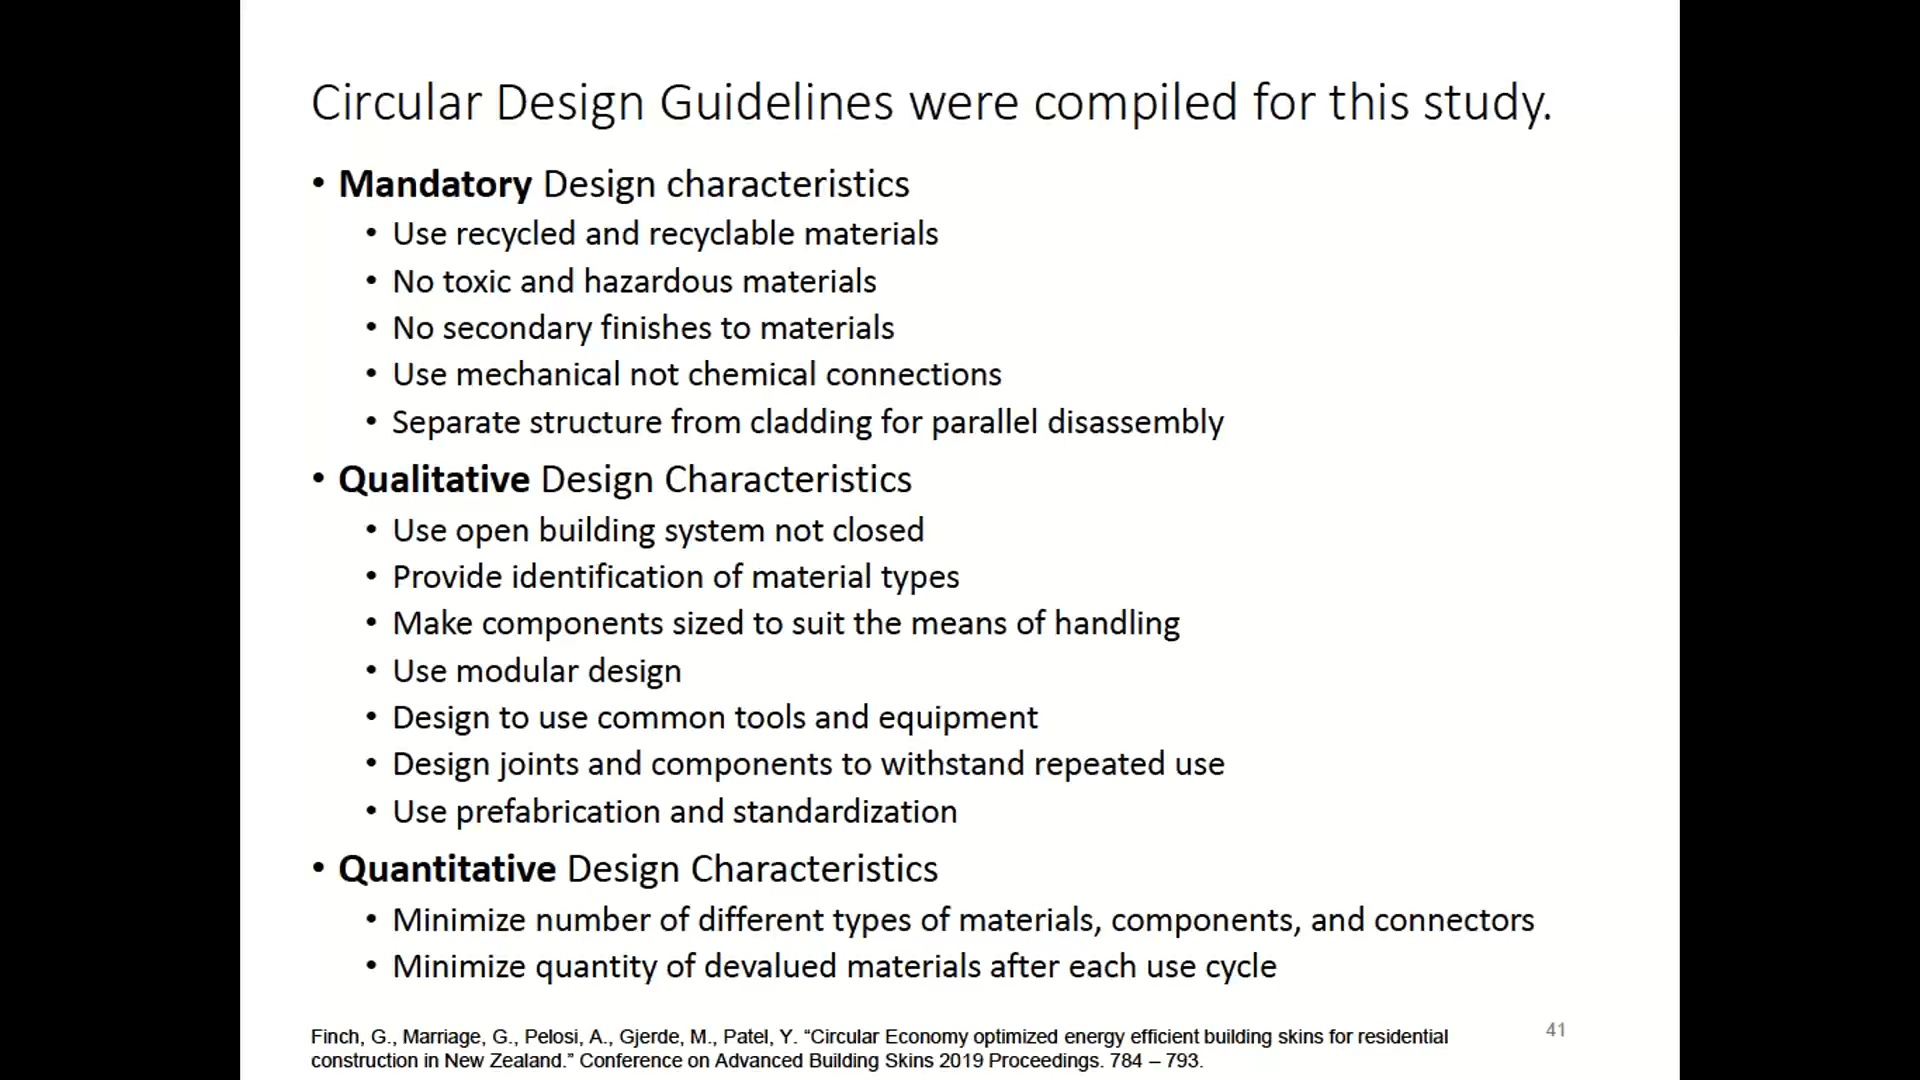 Circular Design Guidelines were compiled for this study.
• Mandatory Design characteristics
• Use recycled and recyclable materials
• No toxic and hazardous materials
• No secondary finishes to materials
• Use mechanical not chemical connections
• Separate structure from cladding for parallel disassembly
• Qualitative Design Characteristics
• Use open building system not closed
• Provide identification of material types
• Make components sized to suit the means of handling
• Use modular design
• Design to use common tools and equipment
• Design joints and components to withstand repeated use
• Use prefabrication and standardization
• Quantitative Design Characteristics
• Minimize number of different types of materials, components, and connectors
• Minimize quantity of devalued materials after each use cycle
Finch, G., Marriage, G., Pelosi, A., Gjerde, M., Patel, Y. “Circular Economy optimized energy efficient building skins for residential
construction in New Zealand.” Conference on Advanced Building Skins 2019 Proceedings. 784 – 793.
41